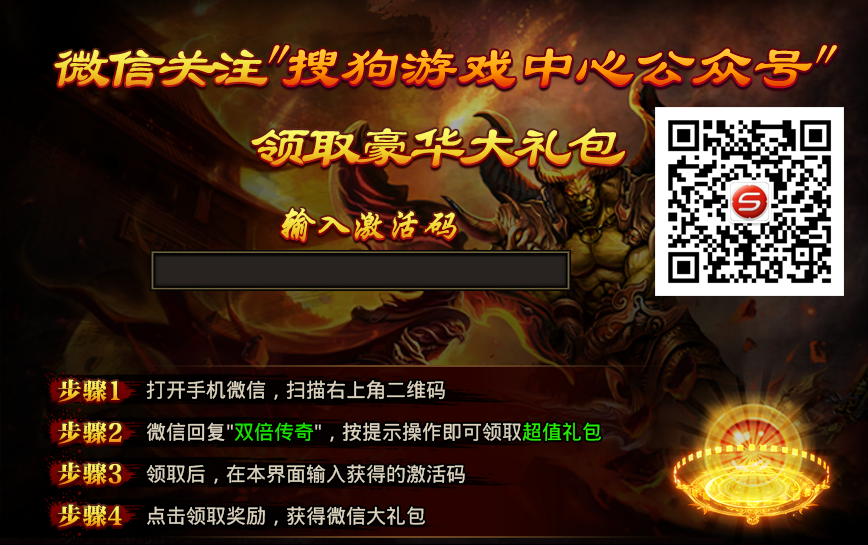 微信关注"搜狗游戏中心公众号"
领取豪华大礼包
输入激活码
步骤1 打开手机微信，扫描右上角二维码
步骤2 微信回复"双倍传奇"，按提示操作即可领取超值礼包
步骤3 领取后，在本界面输入获得的激活码
步骤4 点击领取奖励，获得微信大礼包